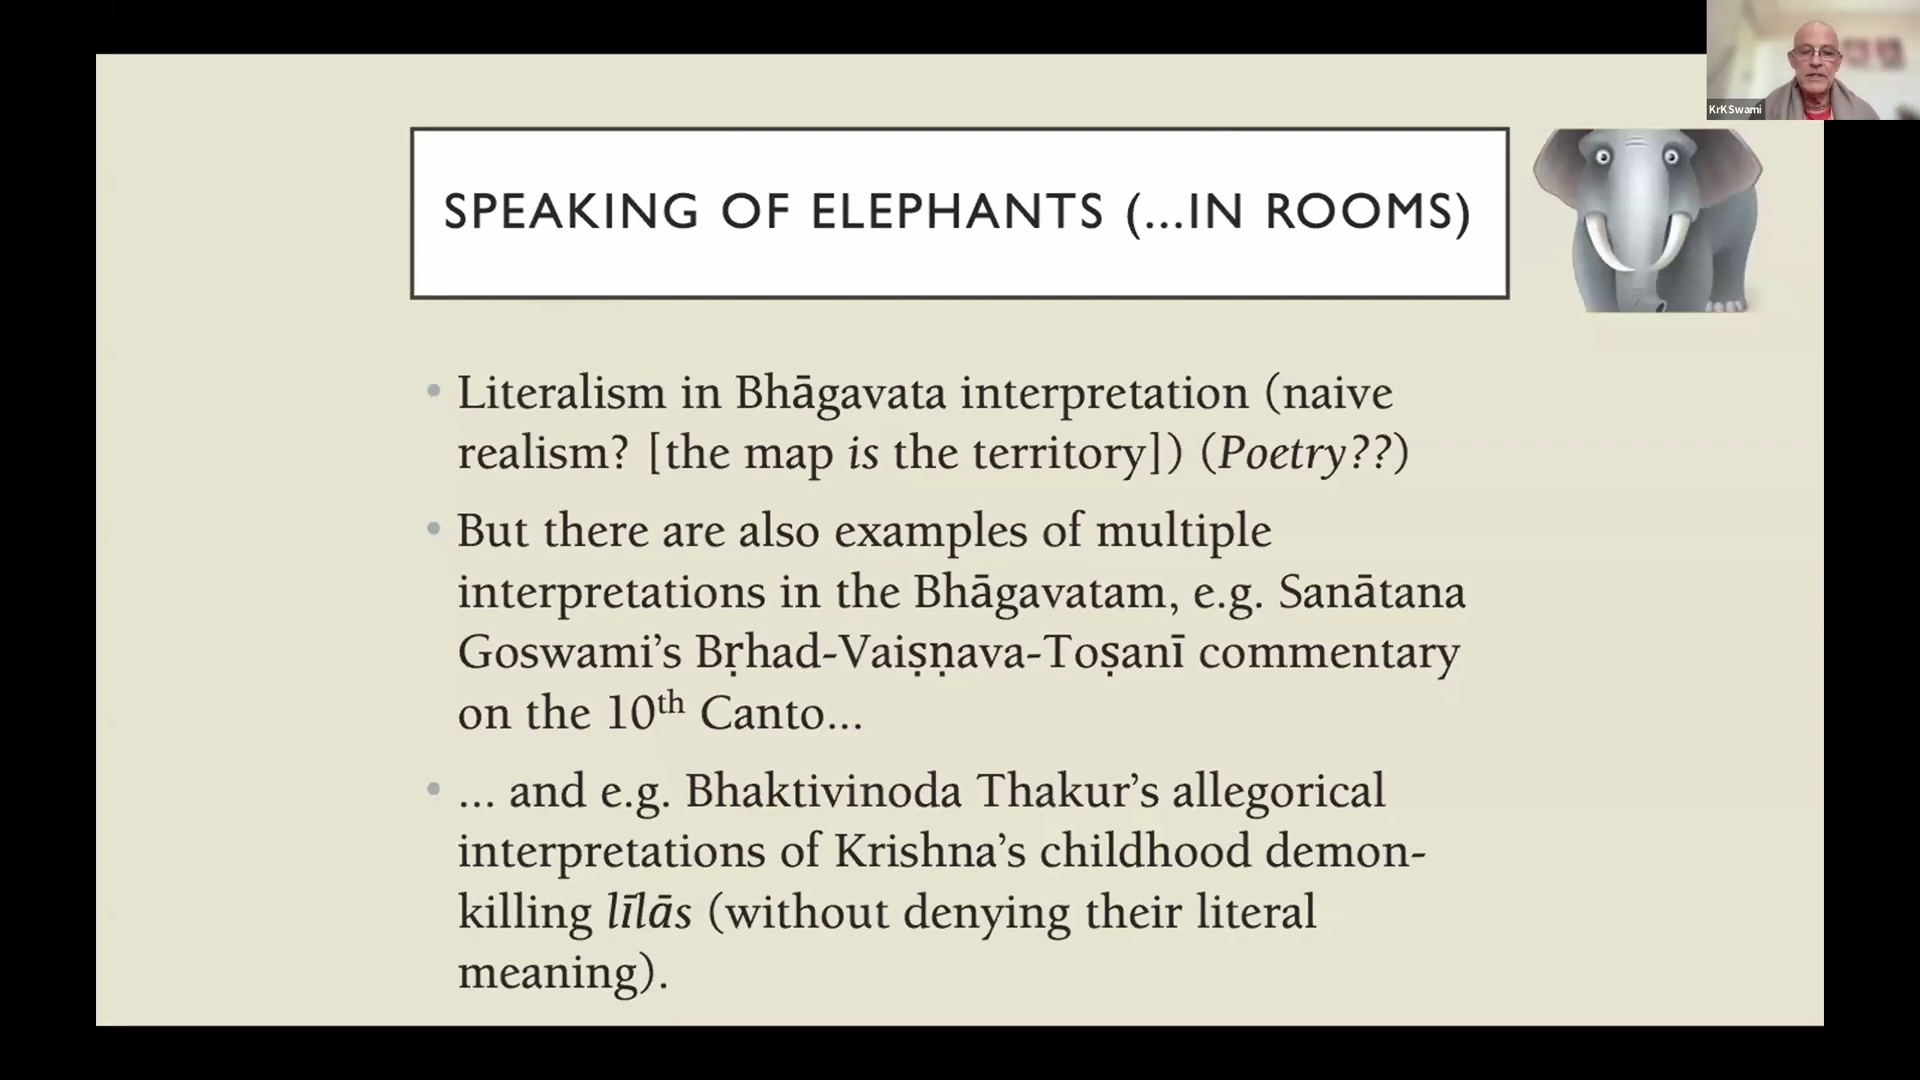 KrKSwami
SPEAKING OF ELEPHANTS (...IN ROOMS)
• Literalism in Bhāgavata interpretation (naive
realism? [the map is the territory]) (Poetry??)
• But there are also examples of multiple
interpretations in the Bhāgavatam, e.g. Sanātana
Goswami’s Bṛhad-Vaiṣṇava-Toṣanī commentary
on the 10th Canto...
• ... and e.g. Bhaktivinoda Thakur’s allegorical
interpretations of Krishna’s childhood demon-
killing līlās (without denying their literal
meaning).